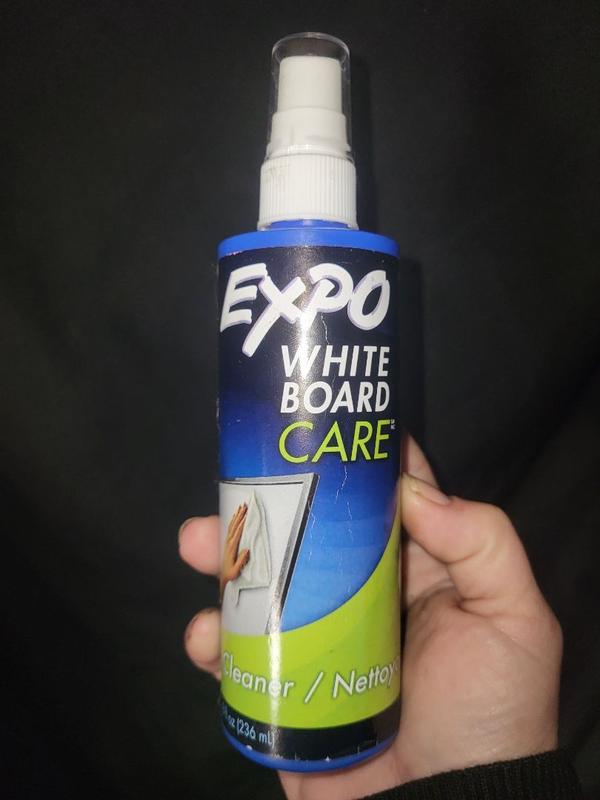 EXPO
WHITE
BOARD
CARE
Cleaner / Nettoy
oz (236 mL)